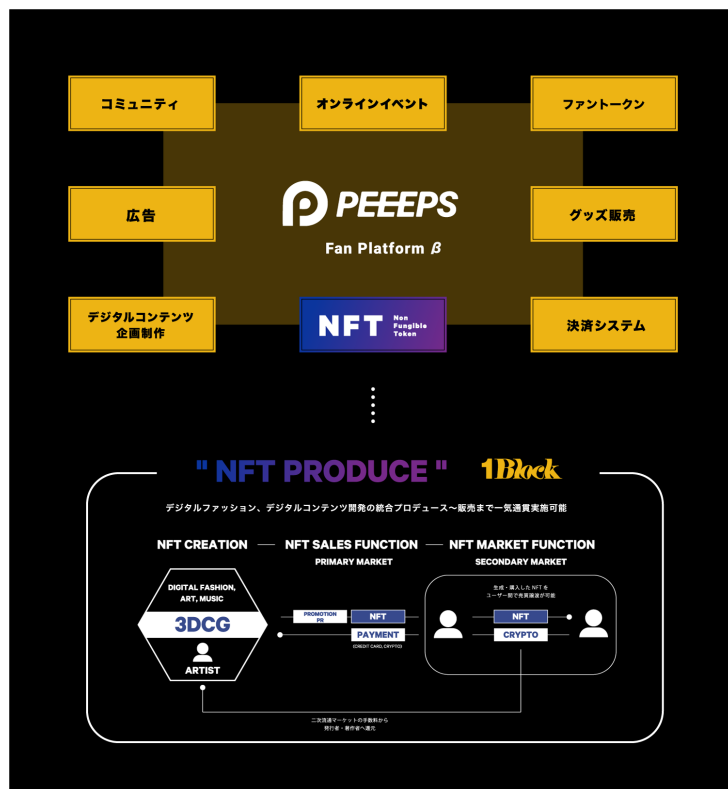 コミュニティ
オンラインイベント
ファントークン
PEEEPS
Fan Platform β
広告
グッズ販売
デジタルコンテンツ
企画制作
NFT
Non
Fungible
Token
決済システム
" NFT PRODUCE "
1Block
デジタルファッション、デジタルコンテンツ開発の統合プロデュース〜販売まで一気通貫実施可能
NFT CREATION
NFT SALES FUNCTION
PRIMARY MARKET
NFT MARKET FUNCTION
SECONDARY MARKET
DIGITAL FASHION,
ART, MUSIC
3DCG
ARTIST
PROMOTION
PR
NFT
PAYMENT
(CREDIT CARD, CRYPTO)
生成・購入した NFT を
ユーザー間で売買譲渡が可能
NFT
CRYPTO
二次流通マーケットの手数料から
発行者・著作者へ還元